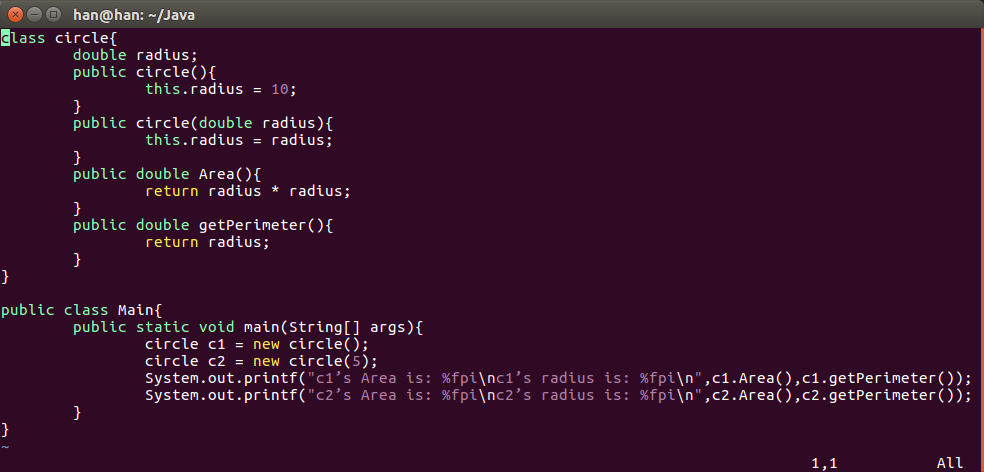 han@han: ~/Java
class circle{
        double radius;
        public circle(){
                this.radius = 10;
        }
        public circle(double radius){
                this.radius = radius;
        }
        public double Area(){
                return radius * radius;
        }
        public double getPerimeter(){
                return radius;
        }
}

public class Main{
        public static void main(String[] args){
                circle c1 = new circle();
                circle c2 = new circle(5);
                System.out.printf("c1’s Area is: %fpi\nc1’s radius is: %fpi\n",c1.Area(),c1.getPerimeter());
                System.out.printf("c2’s Area is: %fpi\nc2’s radius is: %fpi\n",c2.Area(),c2.getPerimeter());
        }
}
~
1,1 All